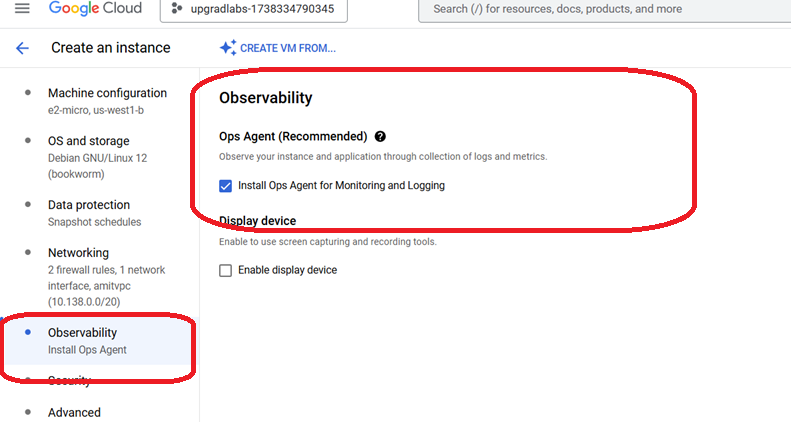 Google Cloud
upgradlabs-1738334790345
Search (/) for resources, docs, products, and more
Create an instance
CREATE VM FROM...
Machine configuration
e2-micro, us-west1-b
OS and storage
Debian GNU/Linux 12
(bookworm)
Data protection
Snapshot schedules
Networking
2 firewall rules, 1 network
interface, amitvpc
(10.138.0.0/20)
Observability
Install Ops Agent
Security
Advanced
Observability
Ops Agent (Recommended) ?
Observe your instance and application through collection of logs and metrics.
Install Ops Agent for Monitoring and Logging
Display device
Enable to use screen capturing and recording tools.
Enable display device